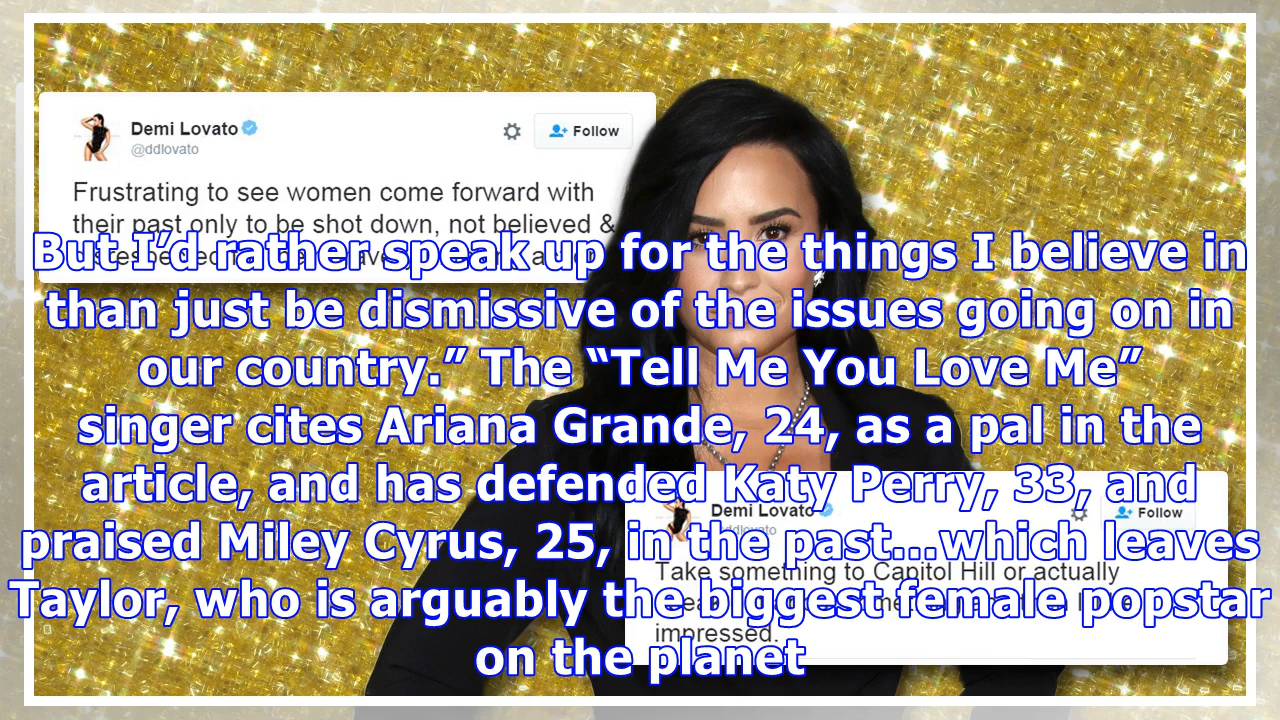 Demi Lovato
@ddlovato
Follow
Frustrating to see women come forward with
their past only to be shot down, not believed &
But I’d rather speak up for the things I believe in
than just be dismissive of the issues going on in
our country.” The “Tell Me You Love Me”
singer cites Ariana Grande, 24, as a pal in the
article, and has defended Katy Perry, 33, and
praised Miley Cyrus, 25, in the past...which leaves
Taylor, who is arguably the biggest female popstar
on the planet
Demi Lovato
Follow
Take something to Capitol Hill or actually
impressed.